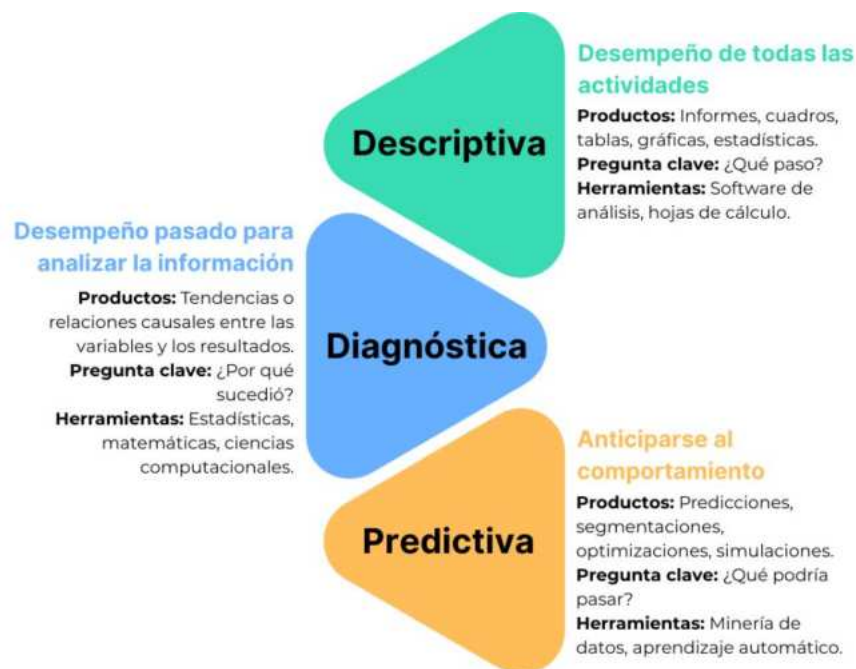 Descriptiva
Desempeño de todas las
actividades
Productos: Informes, cuadros,
tablas, gráficas, estadísticas.
Pregunta clave: ¿Qué paso?
Herramientas: Software de
análisis, hojas de cálculo.
Desempeño pasado para
analizar la información
Productos: Tendencias o
relaciones causales entre las
variables y los resultados.
Pregunta clave: ¿Por qué
sucedió?
Herramientas: Estadísticas,
matemáticas, ciencias
computacionales.
Diagnóstica
Predictiva
Anticiparse al
comportamiento
Productos: Predicciones,
segmentaciones,
optimizaciones, simulaciones.
Pregunta clave: ¿Qué podría
pasar?
Herramientas: Minería de
datos, aprendizaje automático.